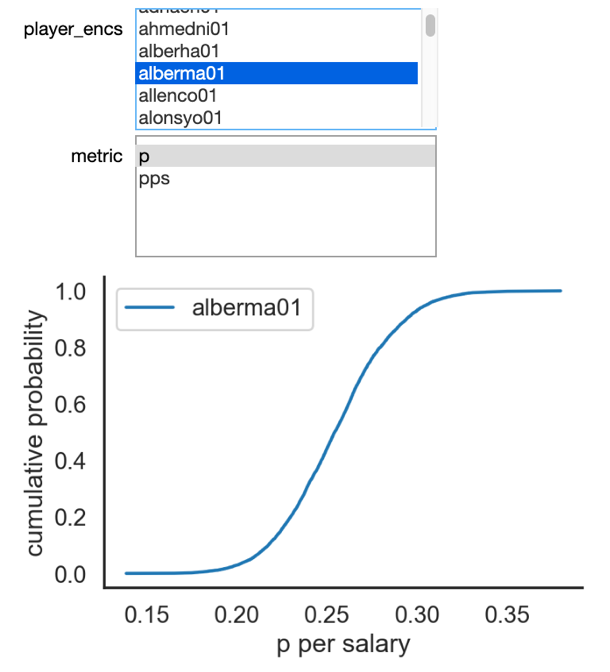 player_encs
ahmedni01
alberha01
alberma01
allenco01
alonsyo01
metric
p
pps
1.0
alberma01
0.8
0.6
0.4
0.2
0.0
cumulative probability
0.15 0.20 0.25 0.30 0.35
p per salary